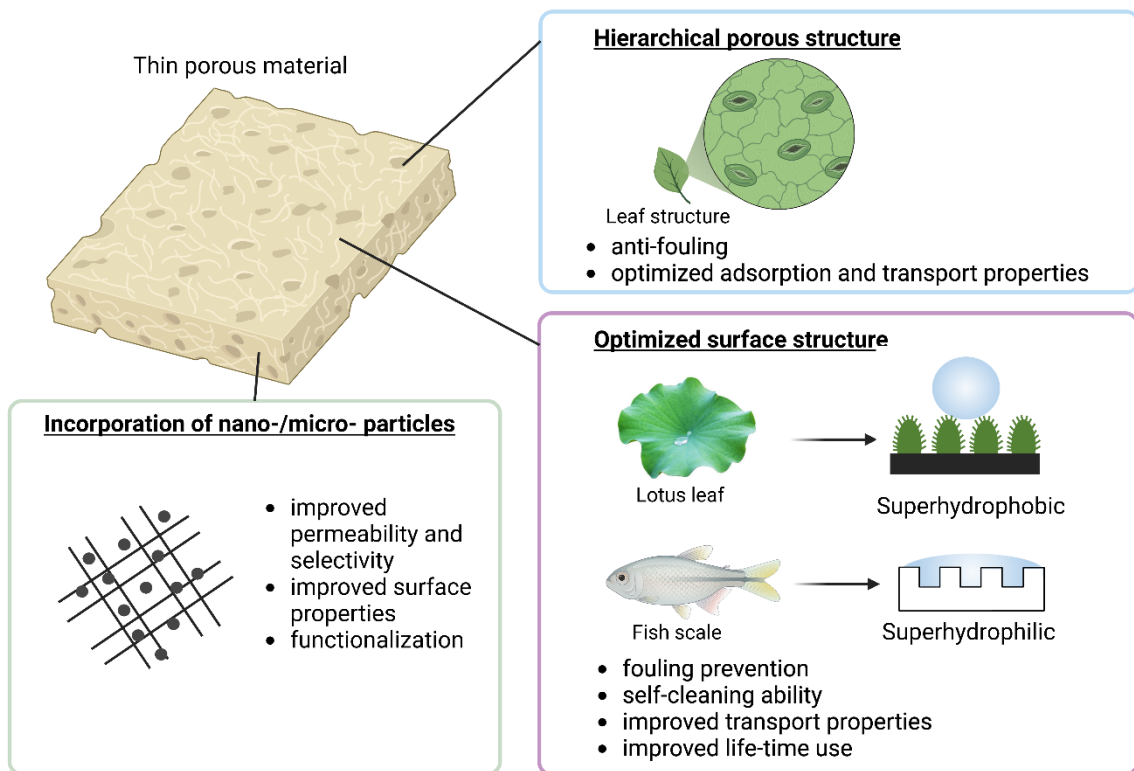 Thin porous material
Hierarchical porous structure
Leaf structure
• anti-fouling
• optimized adsorption and transport properties
Optimized surface structure
Lotus leaf
Superhydrophobic
Fish scale
Superhydrophilic
• fouling prevention
• self-cleaning ability
• improved transport properties
• improved life-time use
Incorporation of nano-/micro- particles
• improved
permeability and
selectivity
• improved surface
properties
• functionalization